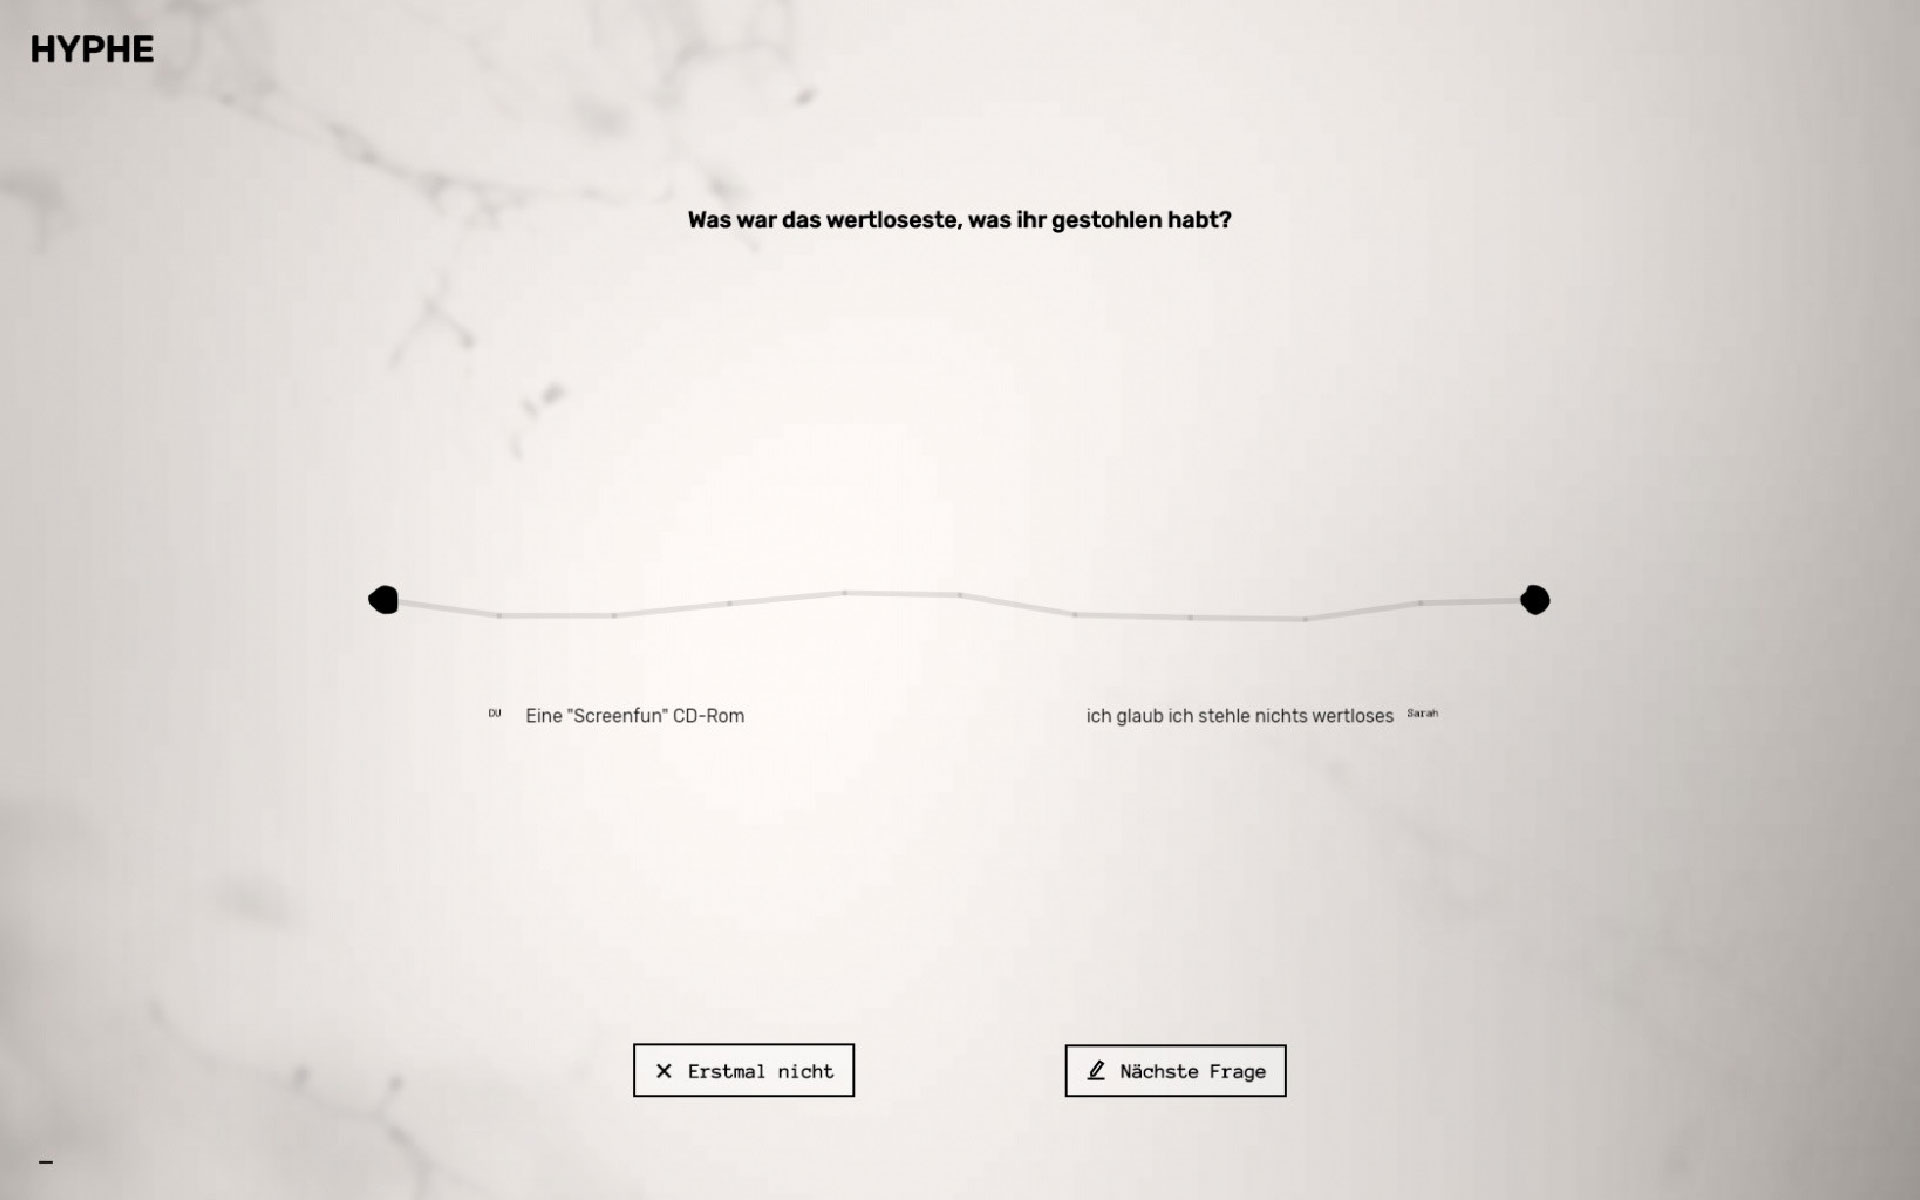 HYPHE
Was war das wertloseste, was ihr gestohlen habt?
DU Eine "Screenfun" CD-Rom
ich glaub ich stehle nichts wertloses Sarah
Erstmal nicht
Nächste Frage